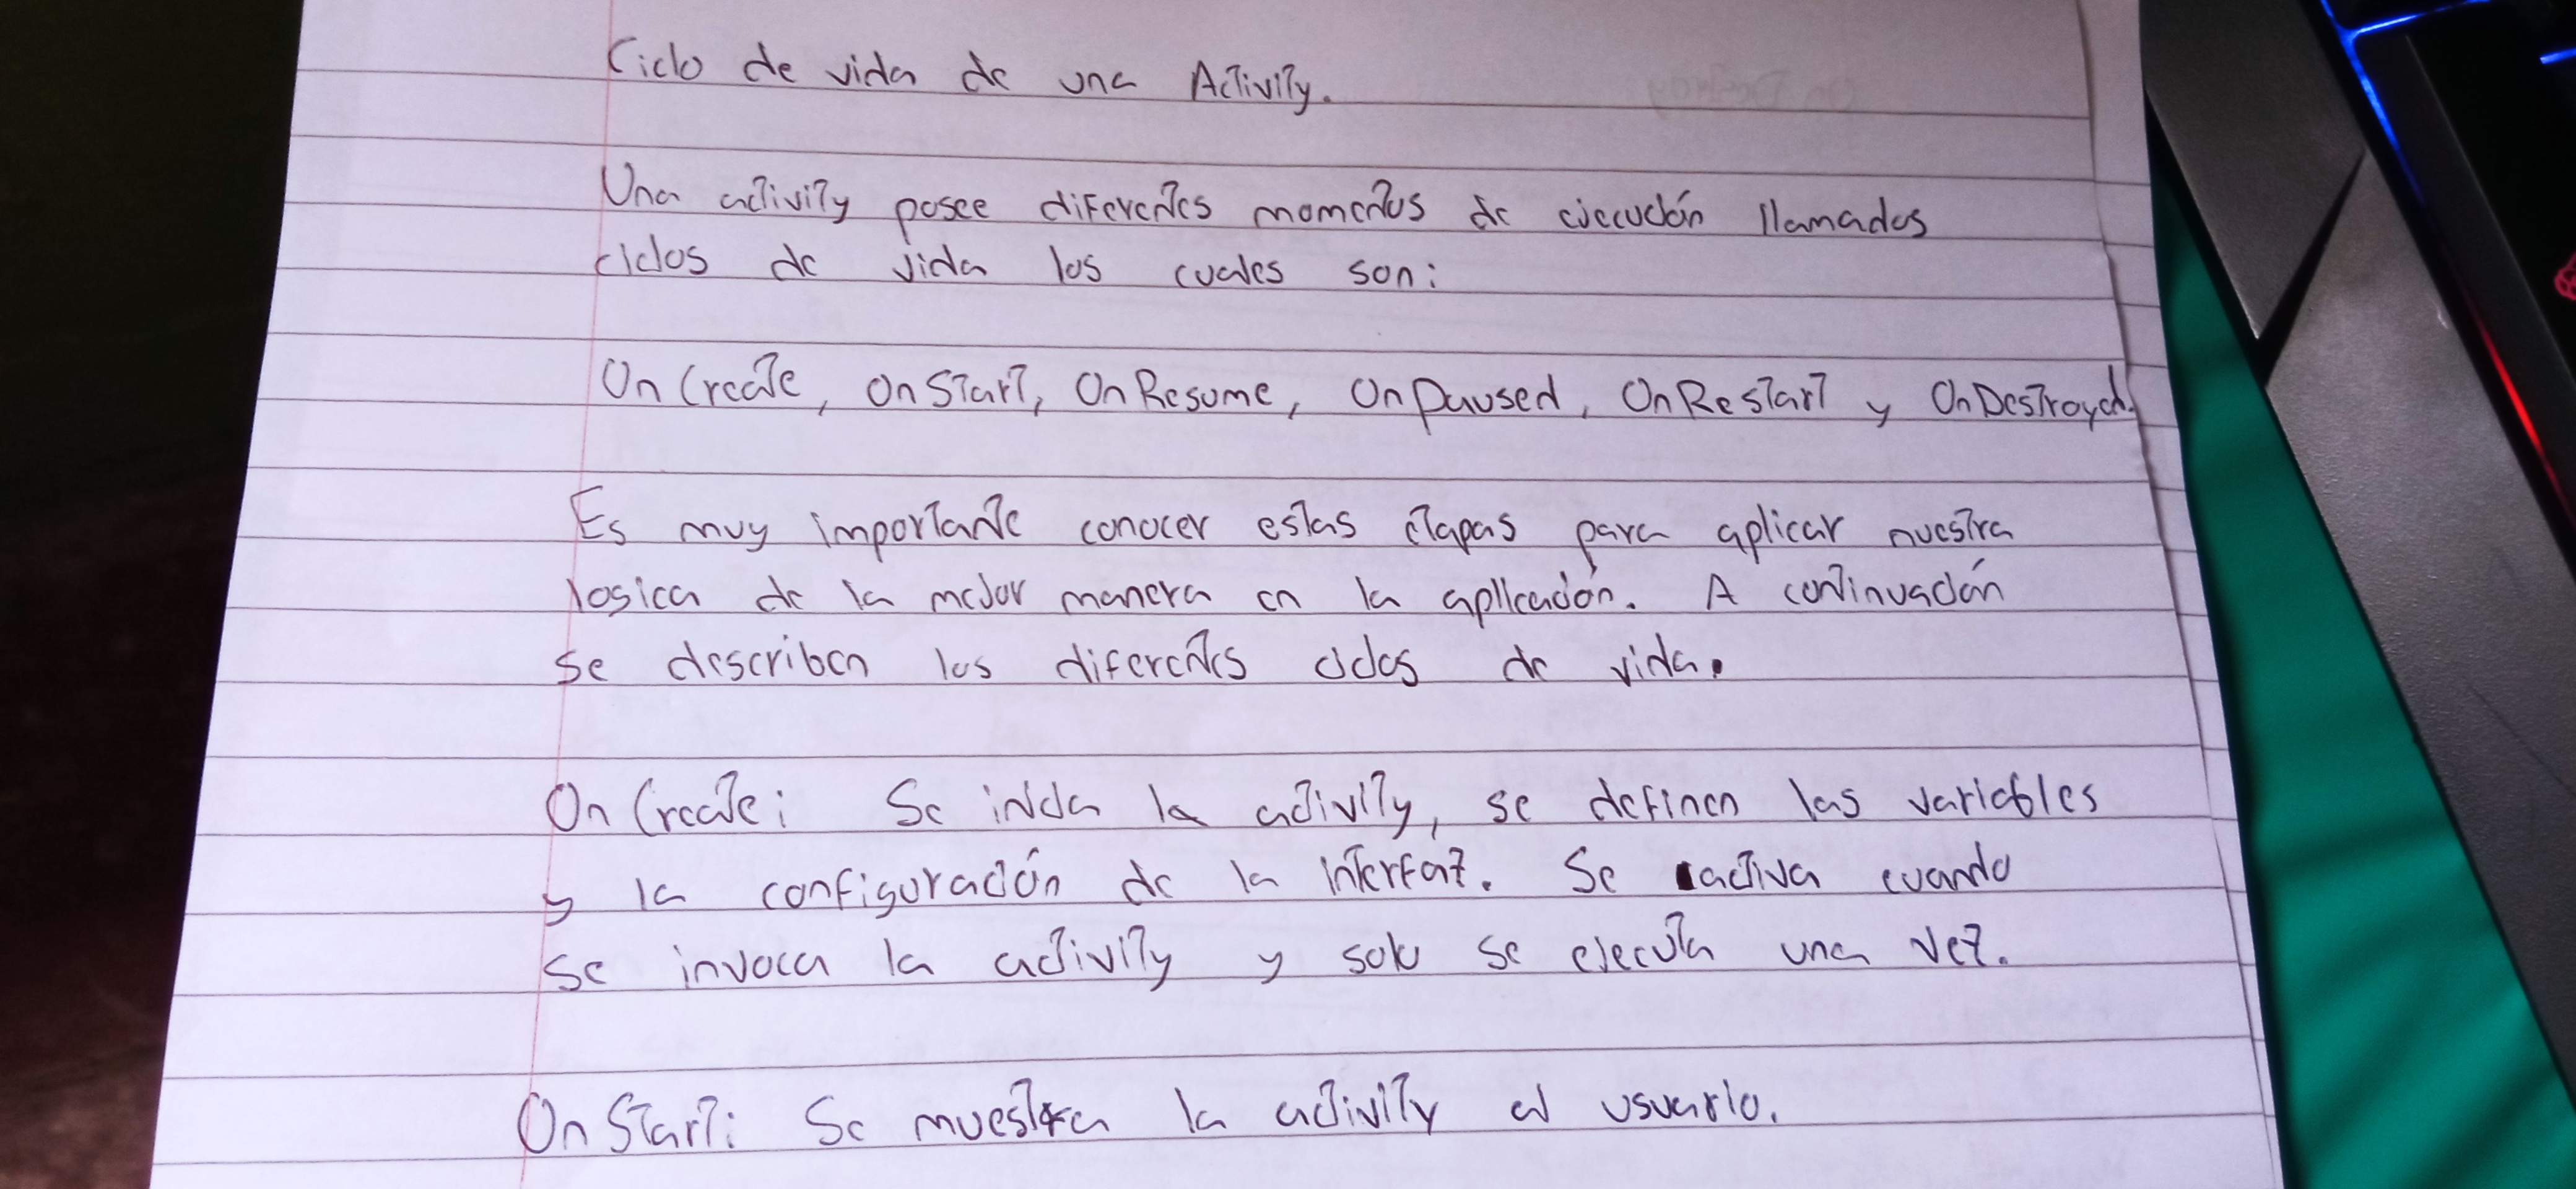 Ciclo de vida de una Activity.
Una activity posee diferentes momentos de ejecución llamados
ciclos de vida los cuales son:
OnCreate, OnStart, OnResume, OnPaused, OnRestart y OnDestroyed.
Es muy importante conocer estas etapas para aplicar nuestra
logica de la mejor manera en la aplicación. A continuación
se describen los diferentes ciclos de vida.
OnCreate: Se inicia la activity, se definen las variables
y la configuración de la interfaz. Se activa cuando
se invoca la activity y solo se ejecuta una vez.
OnStart: Se muestra la activity al usuario.